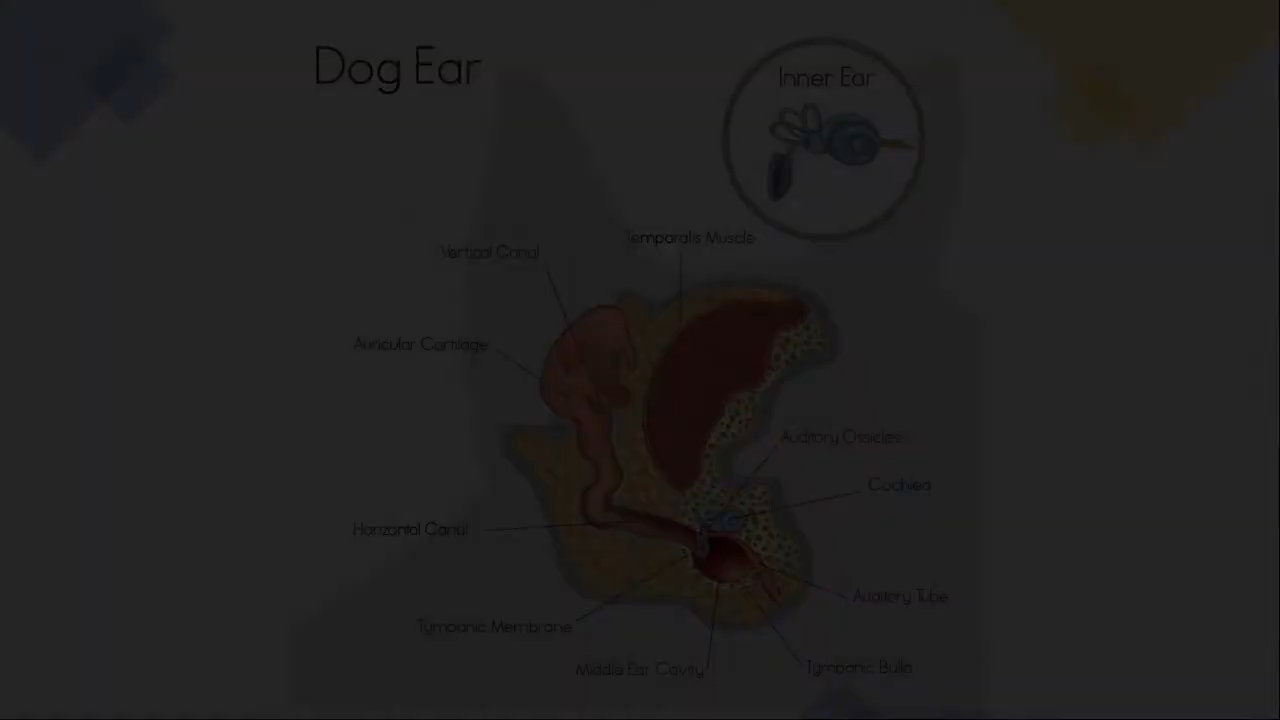 Dog Ear
Inner Ear
Temporalis Muscle
Vertical Canal
Auricular Cartilage
Auditory Ossicles
Cochlea
Horizontal Canal
Auditory Tube
Tympanic Membrane
Middle Ear Cavity
Tympanic Bulla